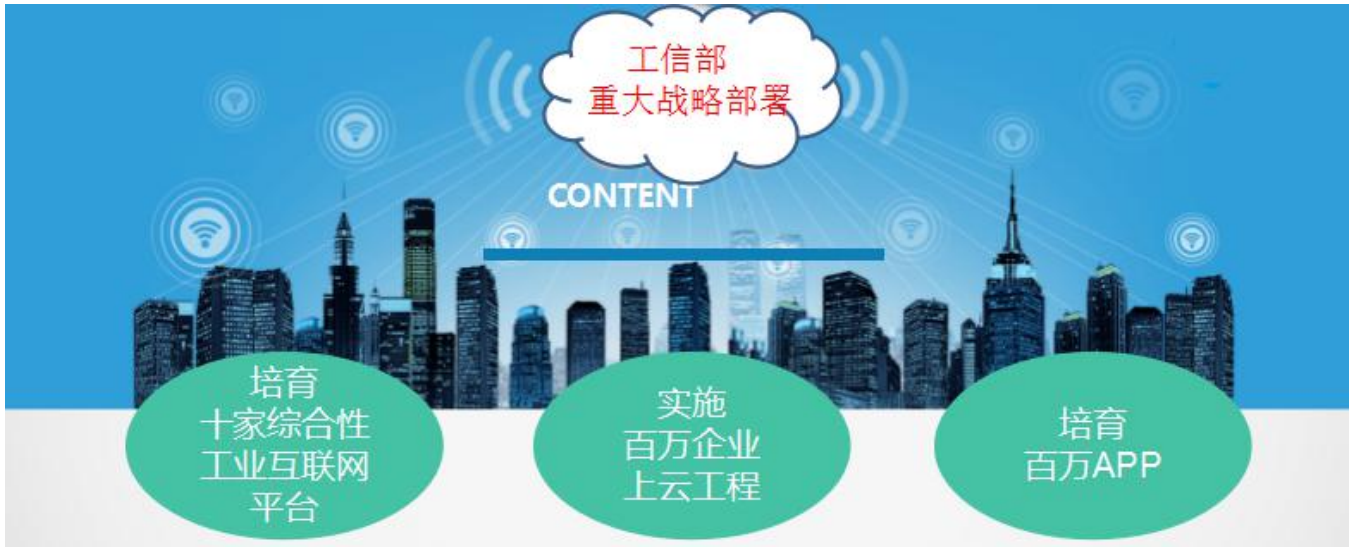 工信部
重大战略部署
CONTENT
培育
十家综合性
工业互联网
平台
实施
百万企业
上云工程
培育
百万APP